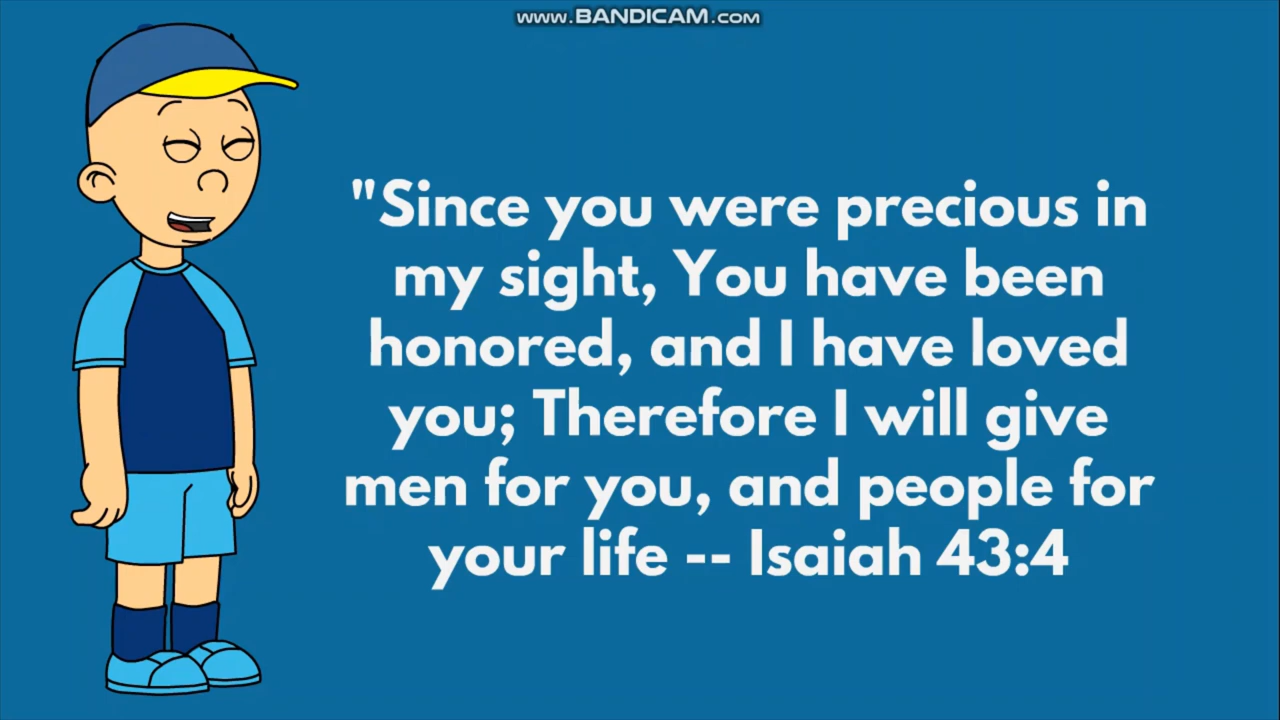 www.BANDICAM.com
"Since you were precious in
my sight, You have been
honored, and I have loved
you; Therefore I will give
men for you, and people for
your life -- Isaiah 43:4